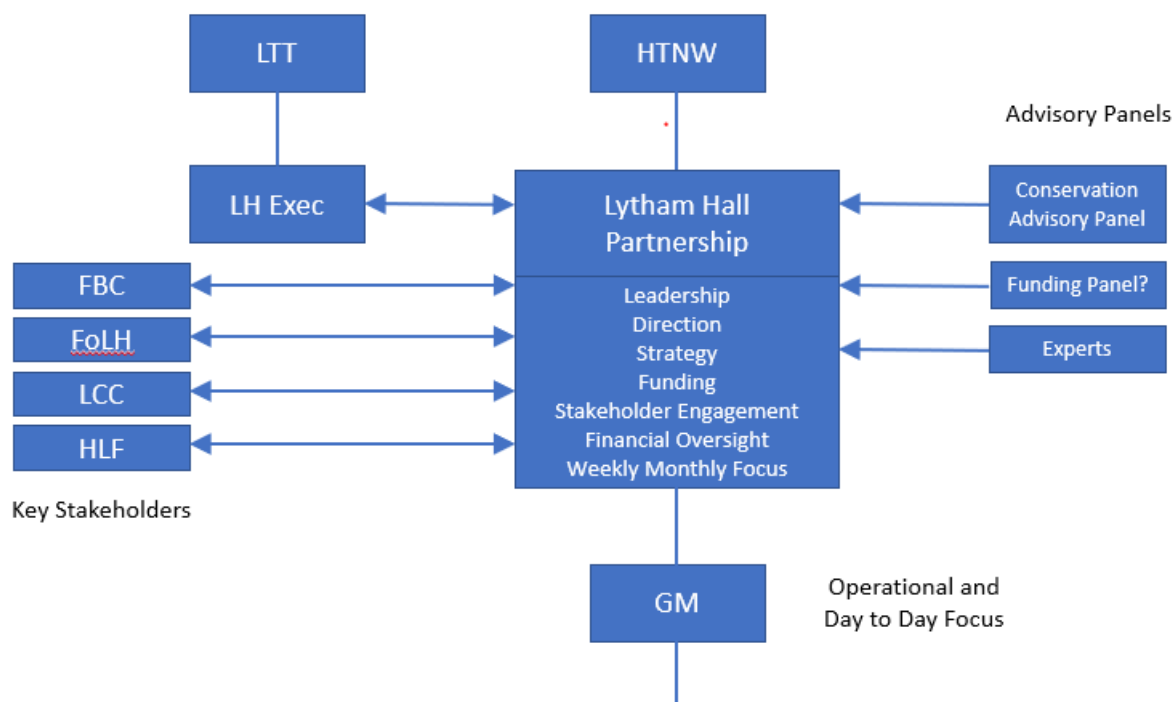 LTT
HTNW
Advisory Panels
LH Exec
Lytham Hall
Partnership
Conservation
Advisory Panel
FBC
FoLH
LCC
HLF
Key Stakeholders
Leadership
Direction
Strategy
Funding
Stakeholder Engagement
Financial Oversight
Weekly Monthly Focus
Funding Panel?
Experts
GM
Operational and
Day to Day Focus